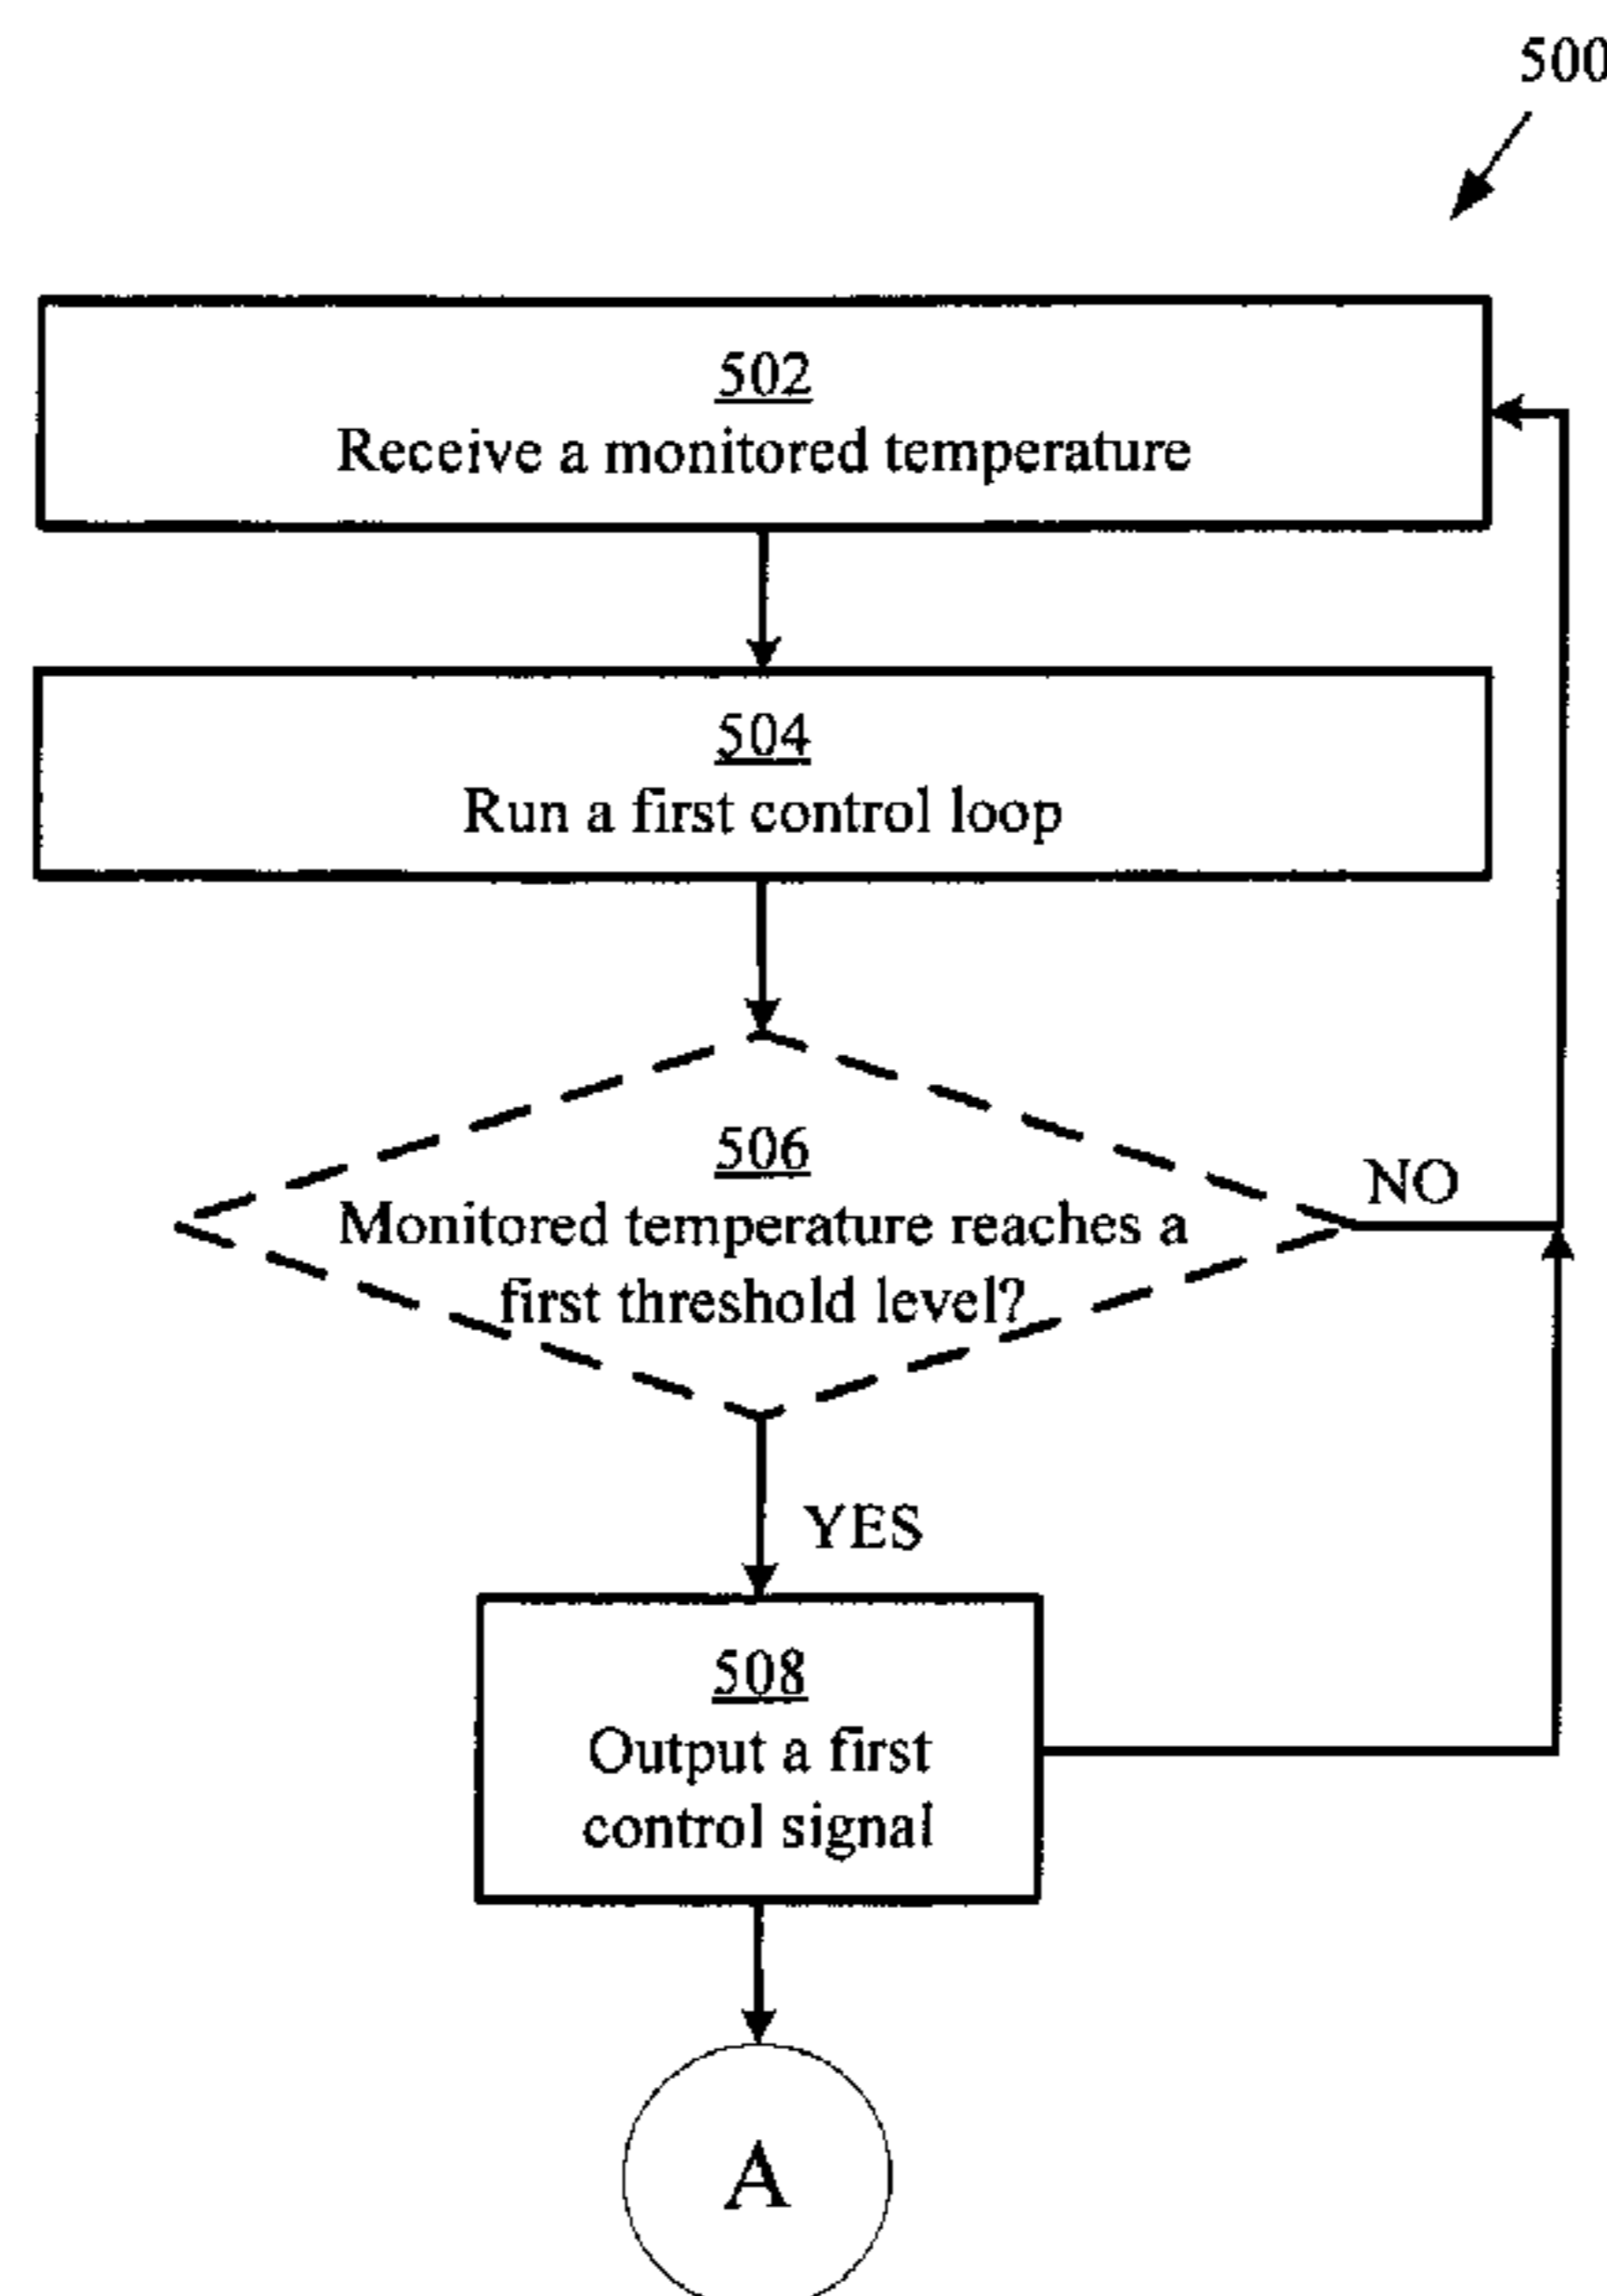 500
502
Receive a monitored temperature
504
Run a first control loop
506
Monitored temperature reaches a
first threshold level?
NO
YES
508
Output a first
control signal
A